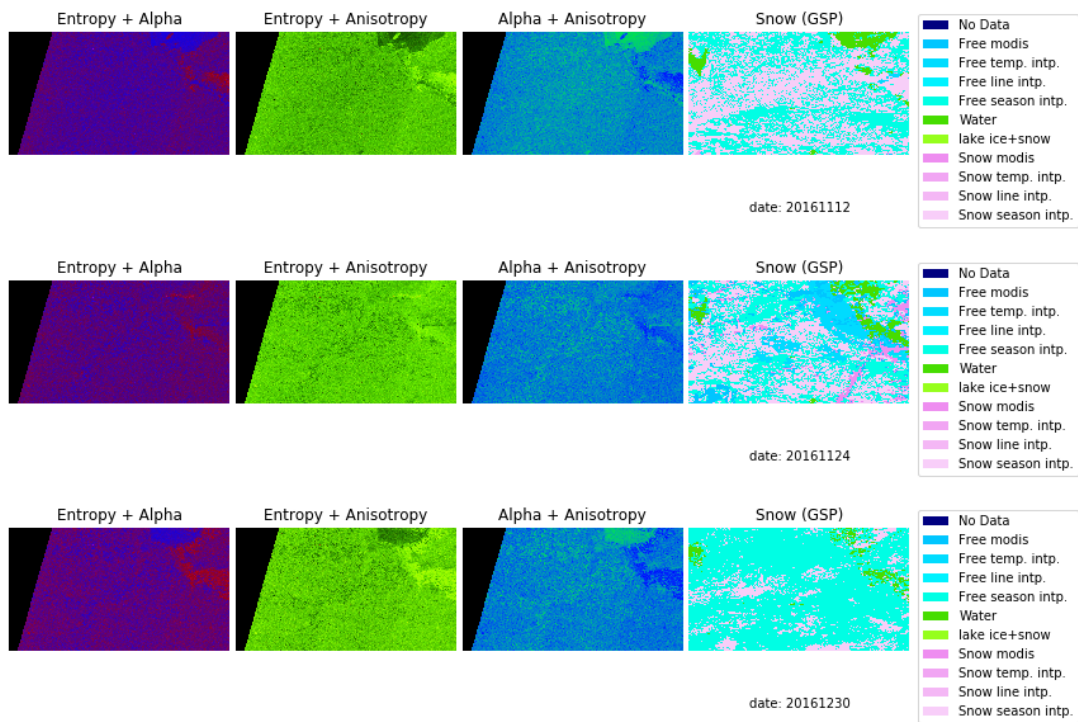 Entropy + Alpha
Entropy + Anisotropy
Alpha + Anisotropy
Snow (GSP)
No Data
Free modis
Free temp. intp.
Free line intp.
Free season intp.
Water
lake ice+snow
Snow modis
Snow temp. intp.
Snow line intp.
Snow season intp.
date: 20161112
Entropy + Alpha
Entropy + Anisotropy
Alpha + Anisotropy
Snow (GSP)
No Data
Free modis
Free temp. intp.
Free line intp.
Free season intp.
Water
lake ice+snow
Snow modis
Snow temp. intp.
Snow line intp.
Snow season intp.
date: 20161124
Entropy + Alpha
Entropy + Anisotropy
Alpha + Anisotropy
Snow (GSP)
No Data
Free modis
Free temp. intp.
Free line intp.
Free season intp.
Water
lake ice+snow
Snow modis
Snow temp. intp.
Snow line intp.
Snow season intp.
date: 20161230